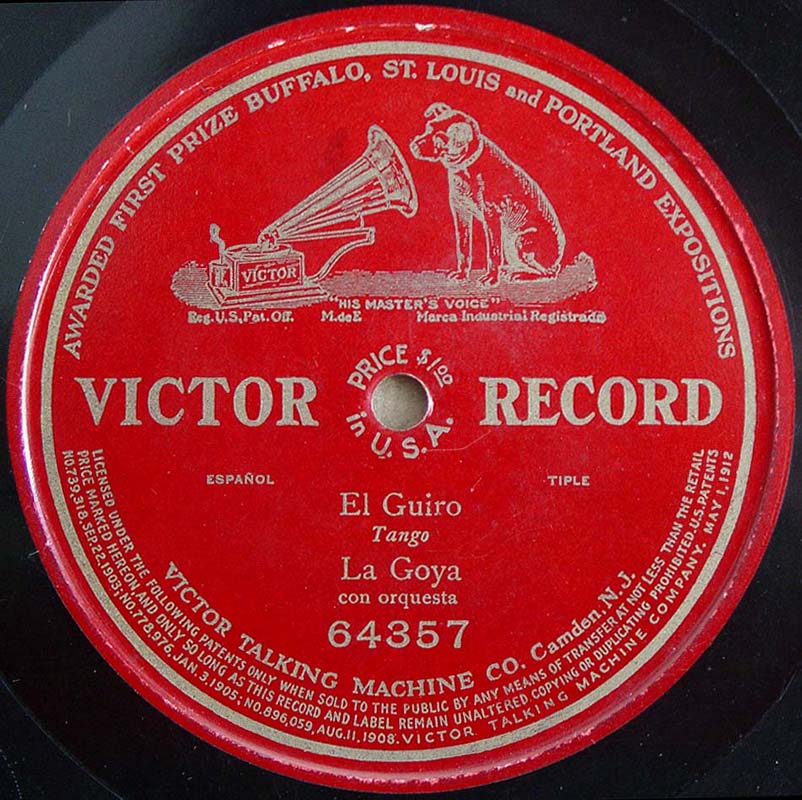 AWARDED FIRST PRIZE BUFFALO, ST. LOUIS and PORTLAND EXPOSITIONS
VICTOR
"HIS MASTER'S VOICE"
Reg. U.S. Pat. Off. M.deE Marca Industrial Registrada
PRICE $1.00
in U.S.A.
VICTOR RECORD
ESPAÑOL TIPLE
El Guiro
Tango
La Goya
con orquesta
64357
VICTOR TALKING MACHINE CO. Camden, N.J.
LICENSED UNDER THE FOLLOWING PATENTS ONLY WHEN SOLD TO THE PUBLIC BY ANY MEANS OF TRANSFER AT NOT LESS THAN THE RETAIL
PRICE MARKED HEREON AND ONLY SO LONG AS THIS RECORD AND LABEL REMAIN UNALTERED COPYING OR DUPLICATING PROHIBITED. U.S. PATENTS
NO.739,318, SEP.22,1903; NO.778,976, JAN.3,1905; NO.896,059, AUG.11,1908. VICTOR TALKING MACHINE COMPANY. MAY 1, 1912